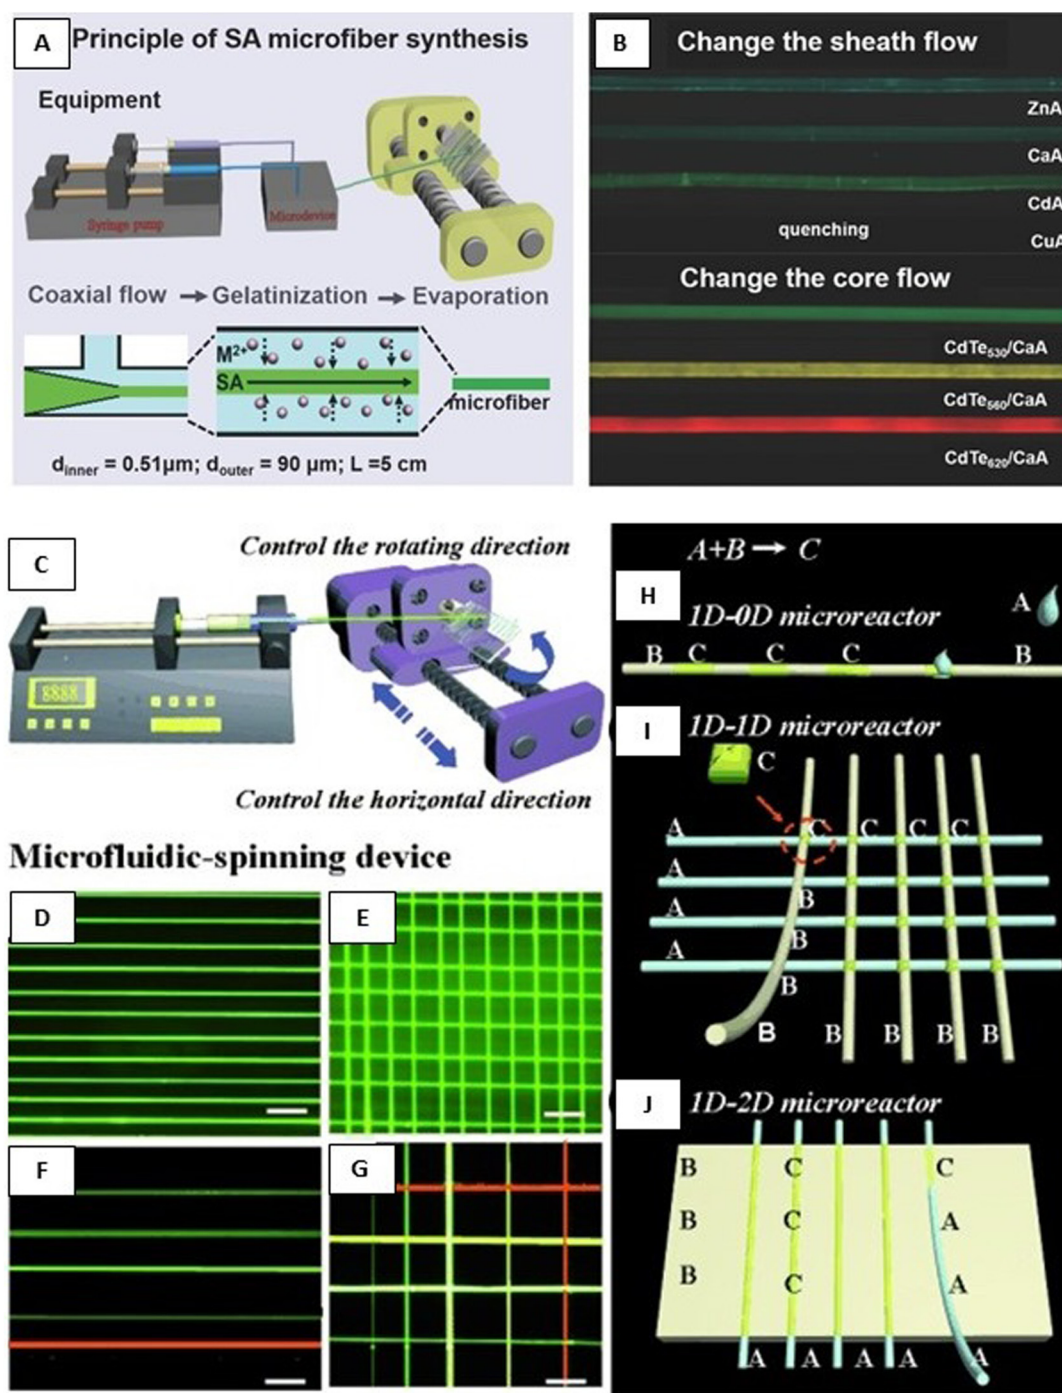 A
Principle of SA microfiber synthesis
Equipment
Syringe pump
Microdevice
Coaxial flow → Gelatinization → Evaporation
M²⁺
SA
microfiber
d_inner = 0.51μm; d_outer = 90 μm; L =5 cm
B
Change the sheath flow
ZnA
CaA
CdA
quenching
CuA
Change the core flow
CdTe₅₃₀/CaA
CdTe₅₆₀/CaA
CdTe₆₂₀/CaA
C
Control the rotating direction
8888
Control the horizontal direction
Microfluidic-spinning device
D
E
F
G
A+B → C
H
1D-0D microreactor
A
B C C C B
I
1D-1D microreactor
C
A C C C C
A
B
A
B
A
B
B B B B B
J
1D-2D microreactor
B C C
B C A
B C A
A A A A A